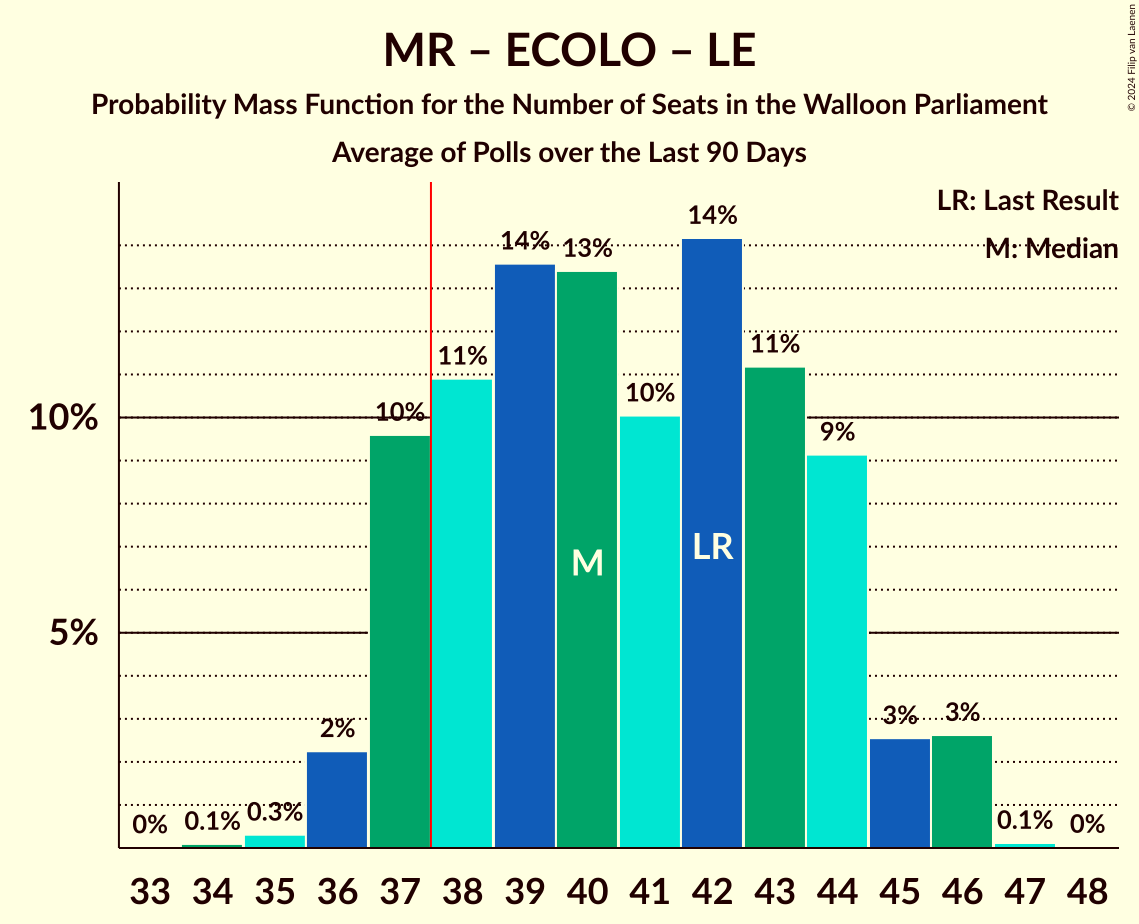 MR – ECOLO – LE
Probability Mass Function for the Number of Seats in the Walloon Parliament
Average of Polls over the Last 90 Days
© 2024 Filip van Laenen
LR: Last Result
M: Median
10%
5%
0%
0.1%
0.3%
2%
10%
11%
14%
13%
10%
14%
11%
9%
3%
3%
0.1%
0%
M
LR
33 34 35 36 37 38 39 40 41 42 43 44 45 46 47 48